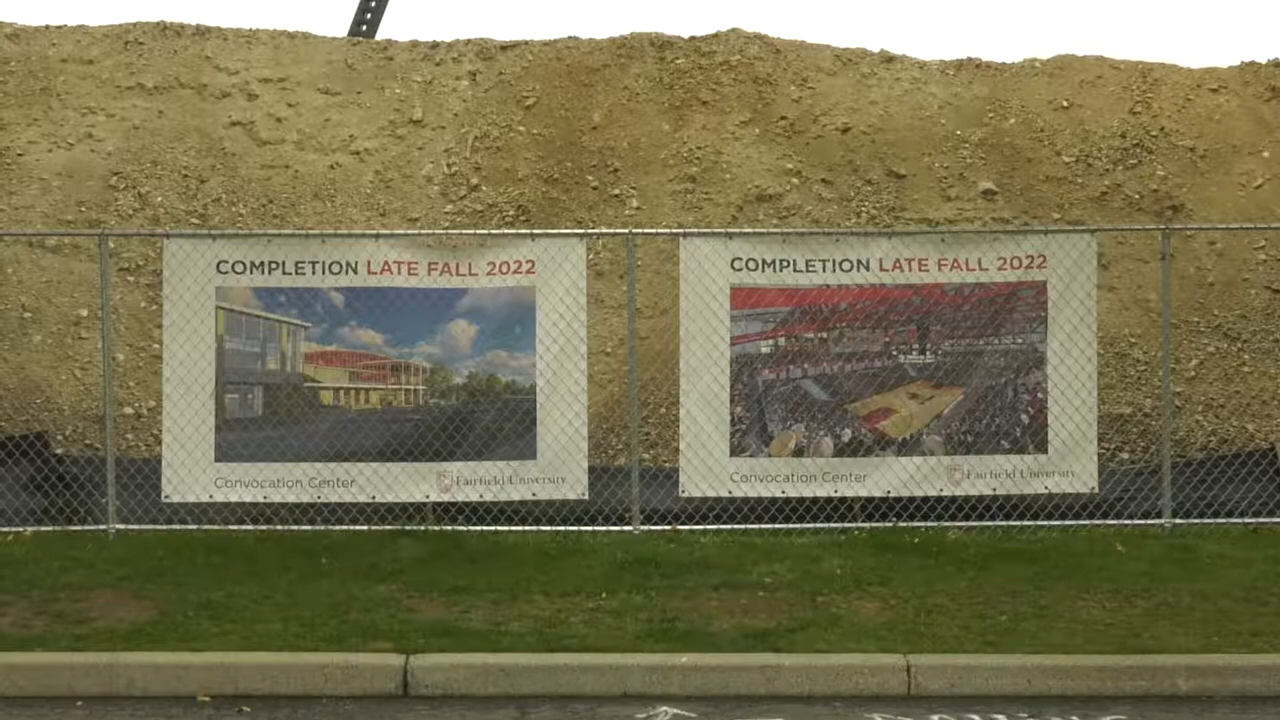 COMPLETION LATE FALL 2022
Convocation Center
Fairfield University
COMPLETION LATE FALL 2022
Convocation Center
Fairfield University